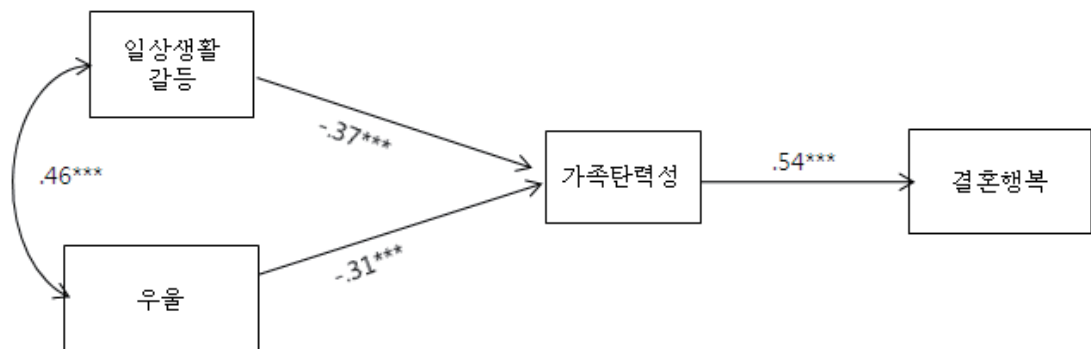 일상생활
갈등
-.37***
.46***
가족탄력성
.54***
결혼행복
-.31***
우울